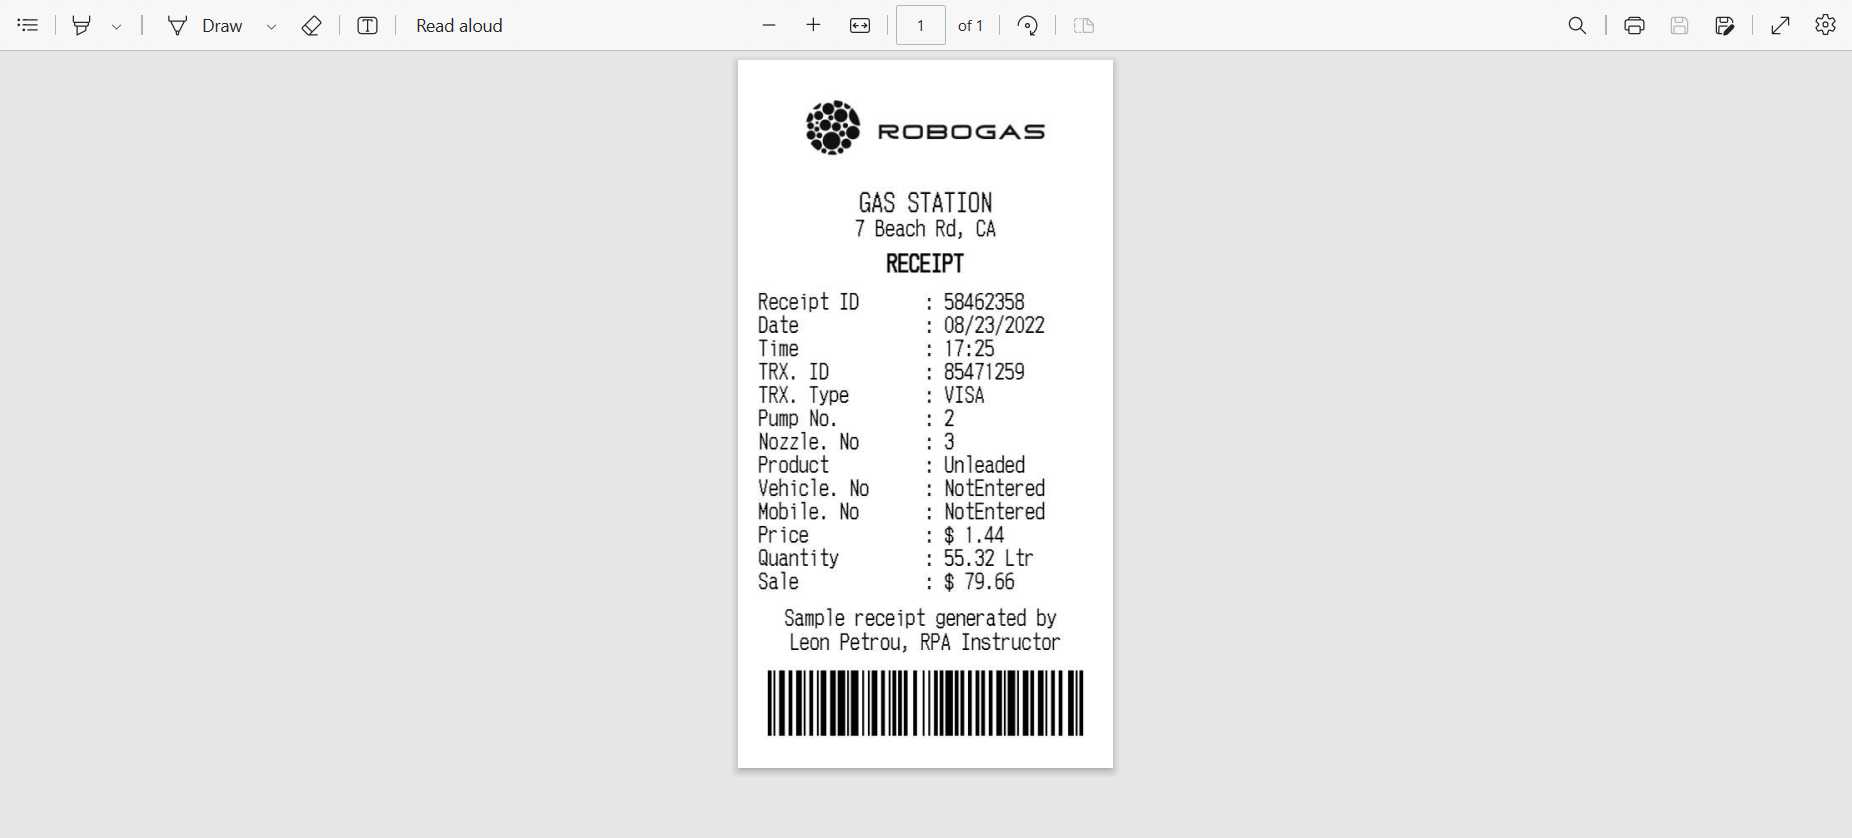 Draw
Read aloud
1 of 1
ROBOGAS
GAS STATION
7 Beach Rd, CA
RECEIPT
Receipt ID : 58462358
Date : 08/23/2022
Time : 17:25
TRX. ID : 85471259
TRX. Type : VISA
Pump No. : 2
Nozzle. No : 3
Product : Unleaded
Vehicle. No : NotEntered
Mobile. No : NotEntered
Price : $ 1.44
Quantity : 55.32 Ltr
Sale : $ 79.66
Sample receipt generated by
Leon Petrou, RPA Instructor